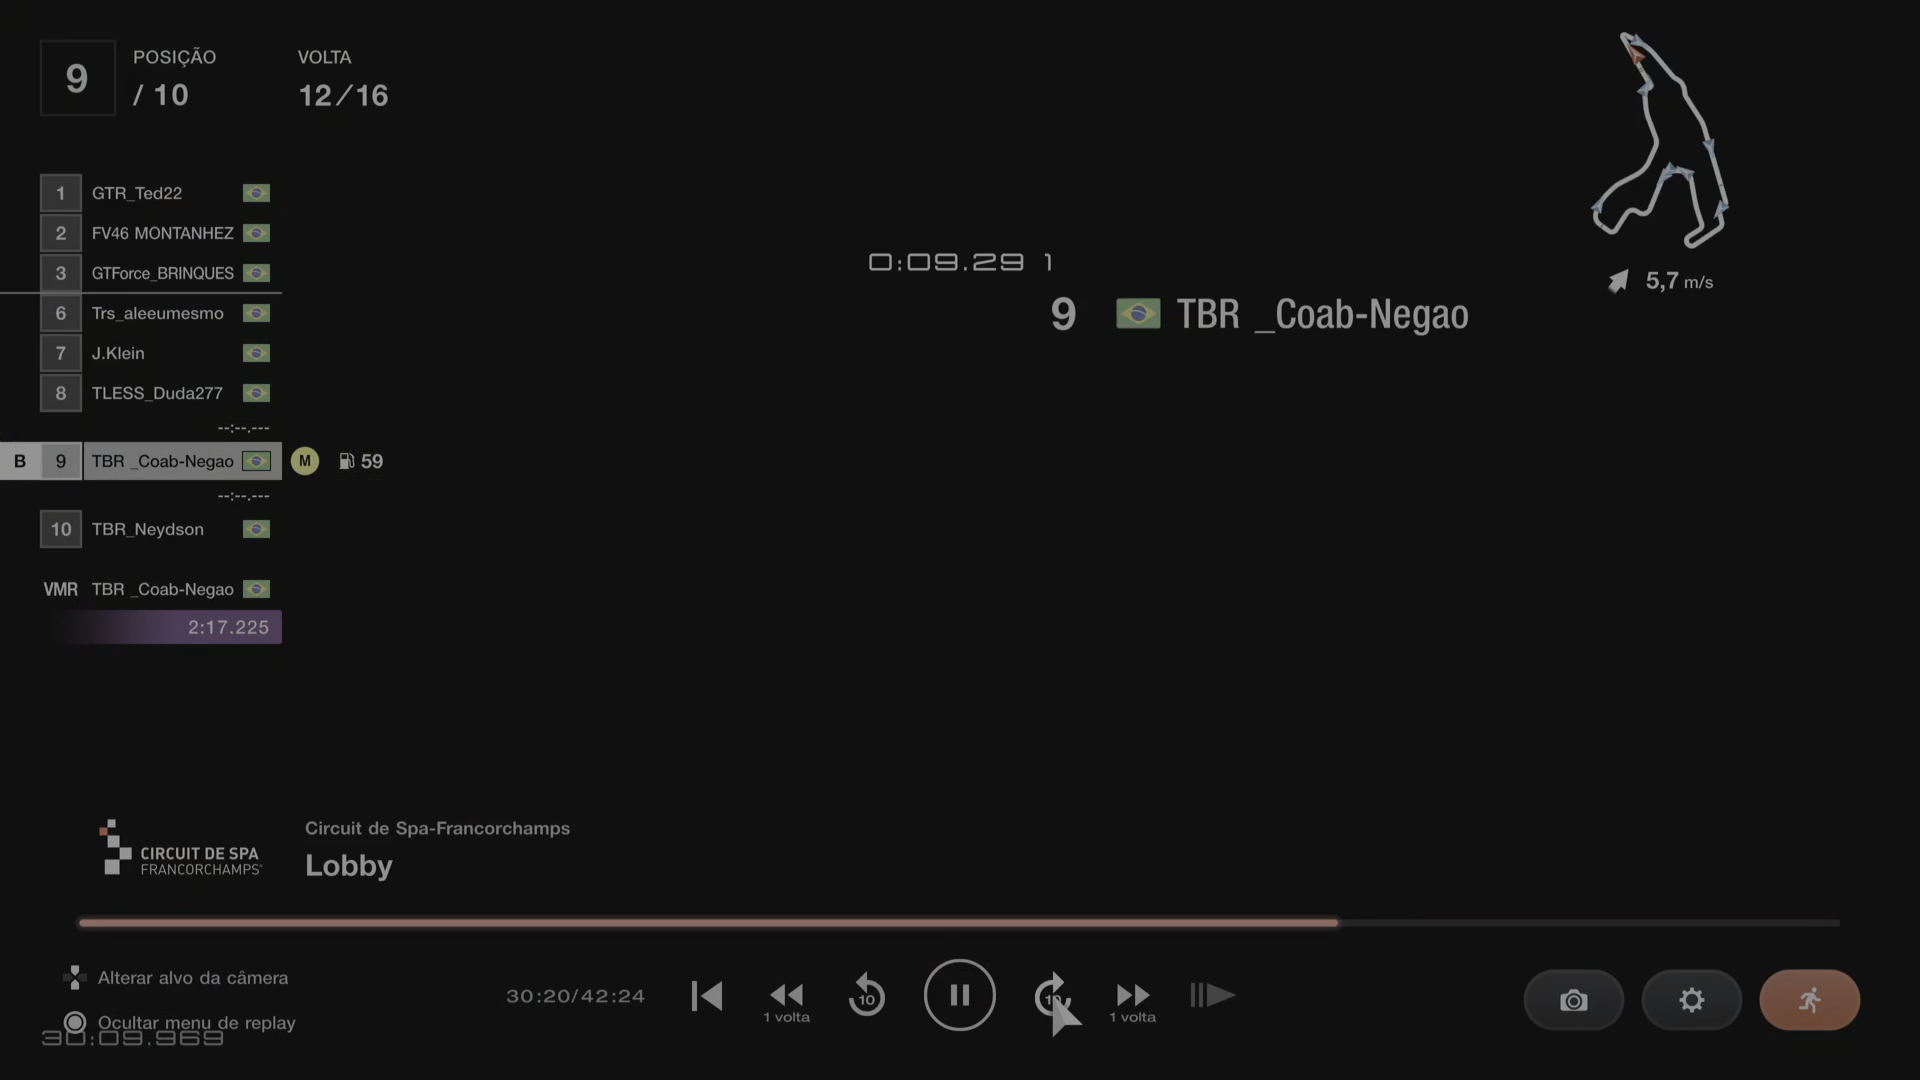 9
POSIÇÃO
/ 10
VOLTA
12/16
1 GTR_Ted22
2 FV46 MONTANHEZ
3 GTForce_BRINQUES
6 Trs_aleeumesmo
7 J.Klein
8 TLESS_Duda277
--:--.---
B 9 TBR _Coab-Negao M 59
--:--.---
10 TBR_Neydson
VMR TBR _Coab-Negao
2:17.225
0:09.29 1
9 TBR _Coab-Negao
5,7 m/s
CIRCUIT DE SPA
FRANCORCHAMPS
Circuit de Spa-Francorchamps
Lobby
Alterar alvo da câmera
Ocultar menu de replay
30:09.969
30:20/42:24
1 volta
10
10
1 volta